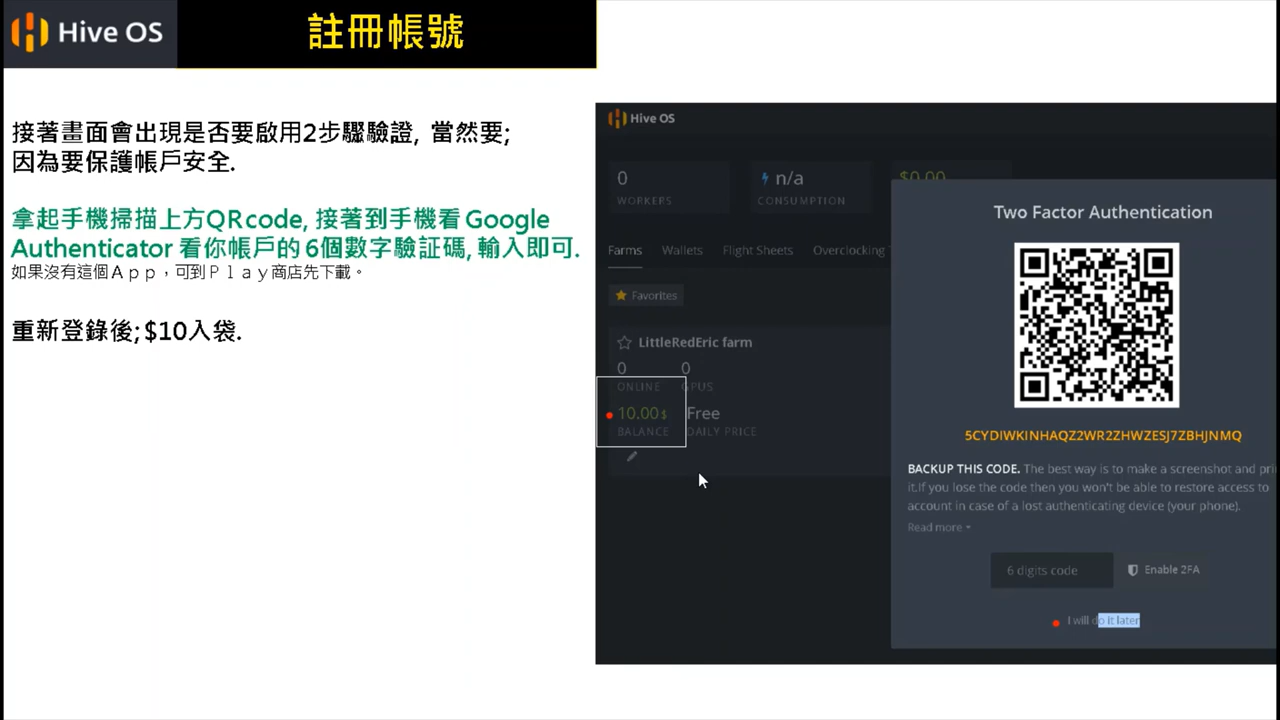 Hive OS
註冊帳號
接著畫面會出現是否要啟用2步驟驗證, 當然要;
因為要保護帳戶安全.
拿起手機掃描上方QRcode, 接著到手機看 Google
Authenticator 看你帳戶的 6個數字驗証碼, 輸入即可.
如果沒有這個Ａｐｐ，可到Ｐｌａｙ商店先下載。
重新登錄後; $10入袋.
Hive OS
0
WORKERS
n/a
CONSUMPTION
$0.00
Farms Wallets Flight Sheets Overclocking
Favorites
LittleRedEric farm
0 0
ONLINE GPUS
10.00$ Free
BALANCE DAILY PRICE
Two Factor Authentication
5CYDIWKINHAQZ2WR2ZHWZESJ7ZBHJNMQ
BACKUP THIS CODE. The best way is to make a screenshot and pri
it.If you lose the code then you won't be able to restore access to
account in case of a lost authenticating device (your phone).
Read more
6 digits code Enable 2FA
I will do it later